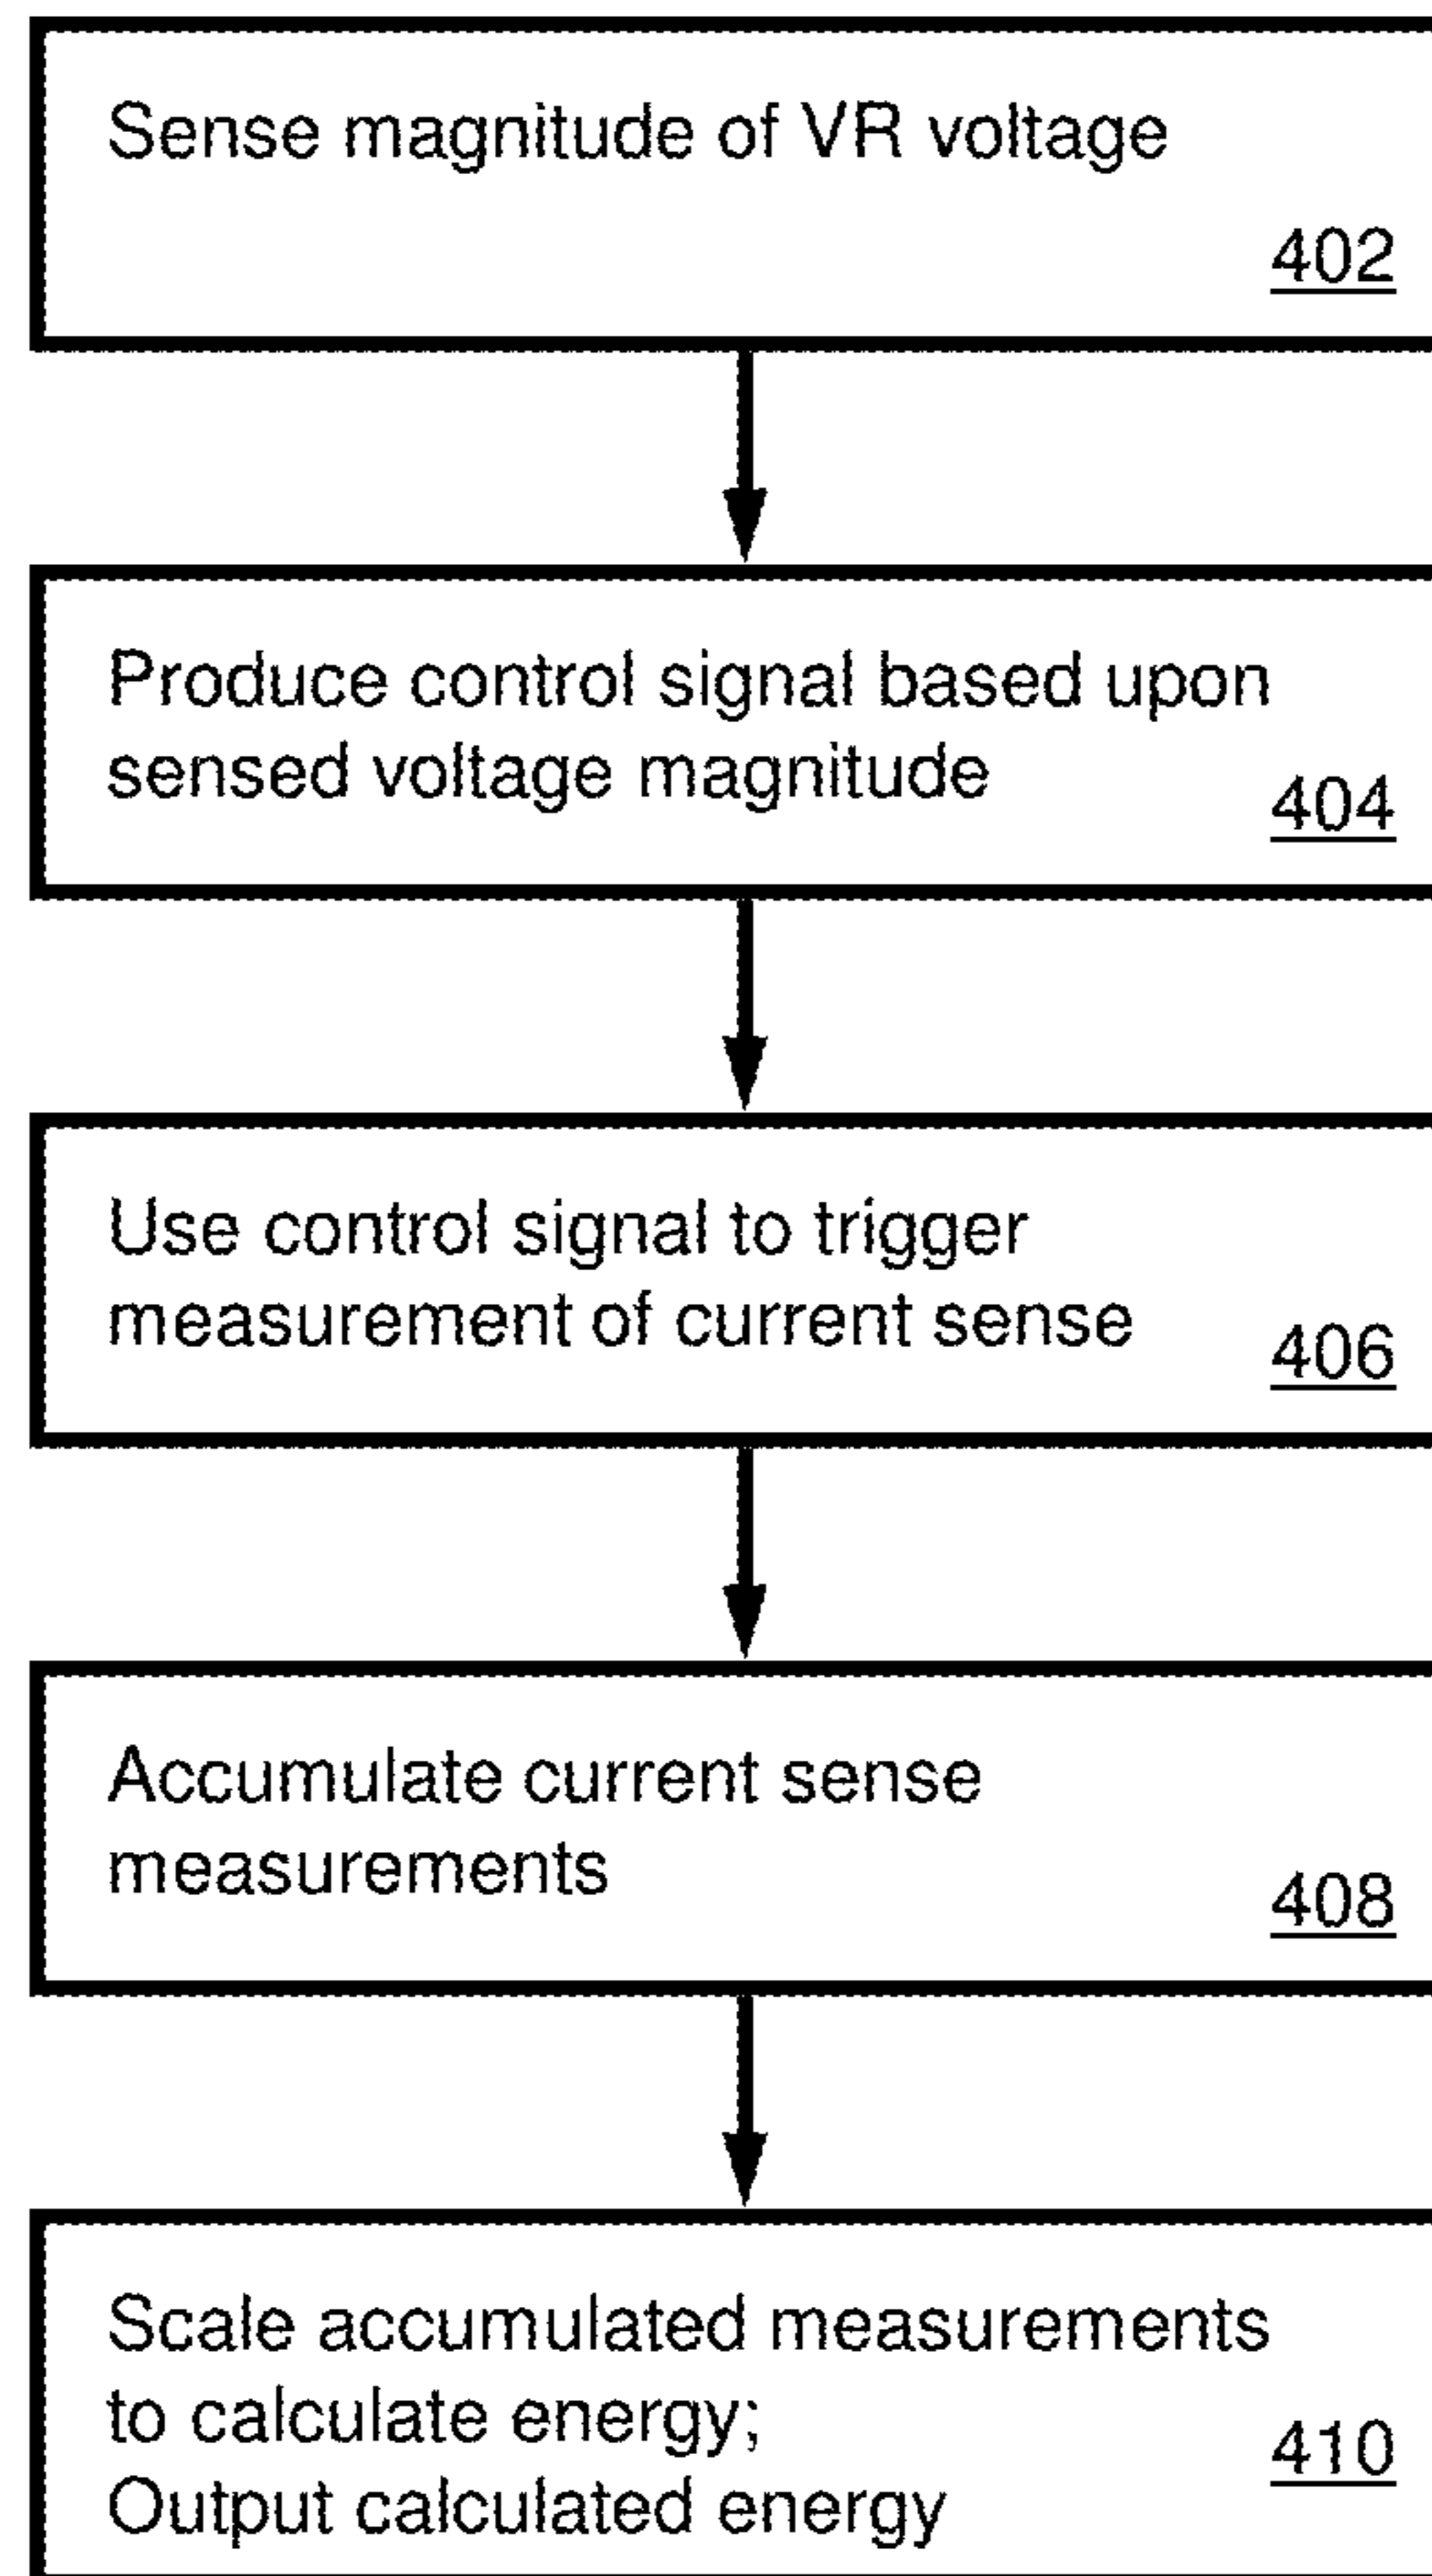 Sense magnitude of VR voltage
402
Produce control signal based upon
sensed voltage magnitude
404
Use control signal to trigger
measurement of current sense
406
Accumulate current sense
measurements
408
Scale accumulated measurements
to calculate energy;
410
Output calculated energy